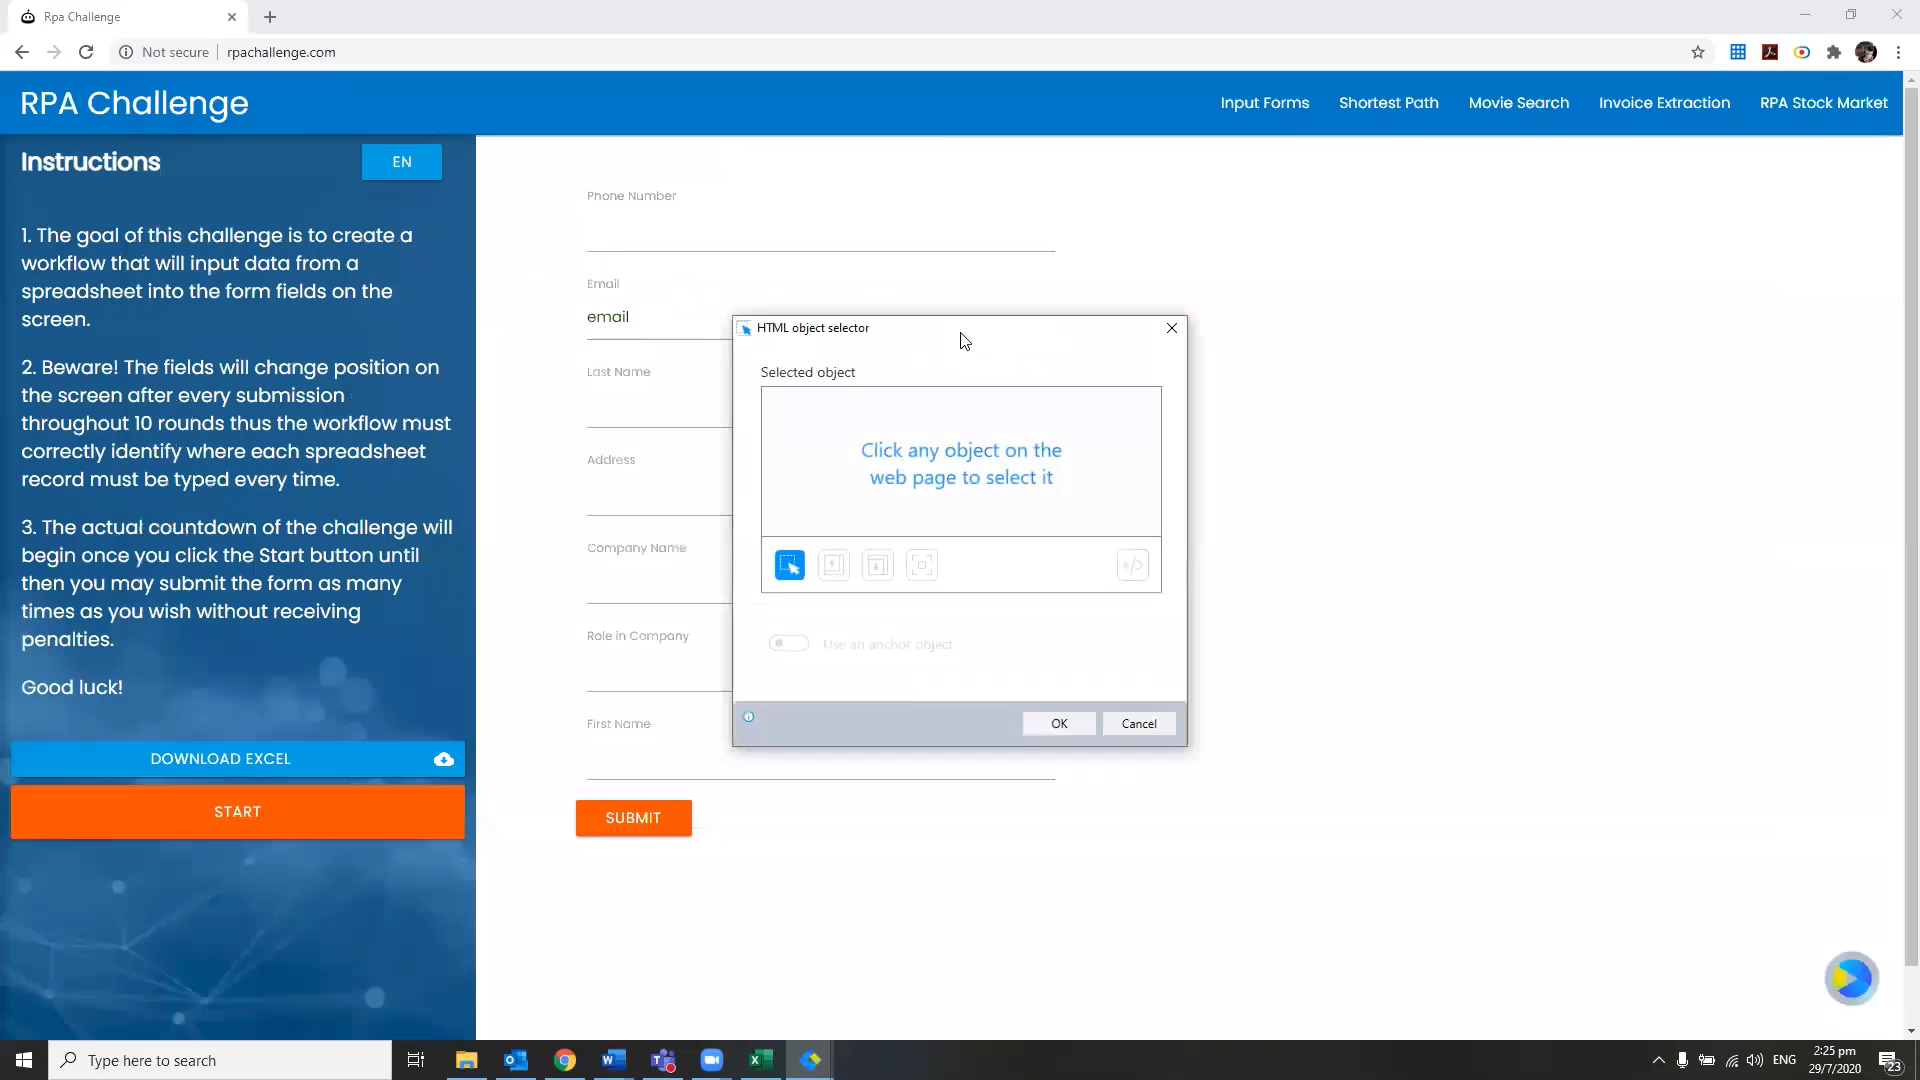 Rpa Challenge
Not secure
rpachallenge.com
RPA Challenge
Input Forms
Shortest Path
Movie Search
Invoice Extraction
RPA Stock Market
Instructions
EN
1. The goal of this challenge is to create a
workflow that will input data from a
spreadsheet into the form fields on the
screen.
2. Beware! The fields will change position on
the screen after every submission
throughout 10 rounds thus the workflow must
correctly identify where each spreadsheet
record must be typed every time.
3. The actual countdown of the challenge will
begin once you click the Start button until
then you may submit the form as many
times as you wish without receiving
penalties.
Good luck!
DOWNLOAD EXCEL
START
Phone Number
Email
email
Last Name
Address
Company Name
Role in Company
First Name
SUBMIT
HTML object selector
Selected object
Click any object on the
web page to select it
Use an anchor object
OK
Cancel
Type here to search
ENG
2:25 pm
29/7/2020
23